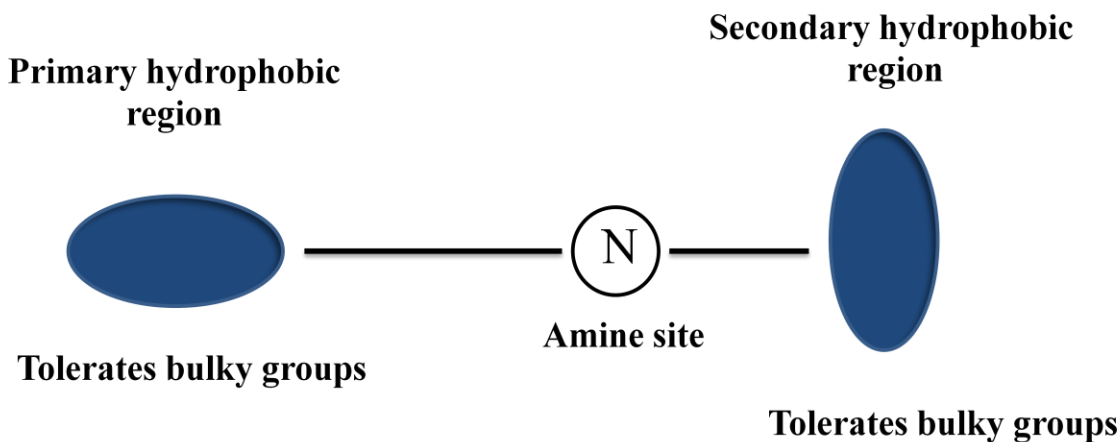 Primary hydrophobic
region
Secondary hydrophobic
region
N
Amine site
Tolerates bulky groups
Tolerates bulky groups